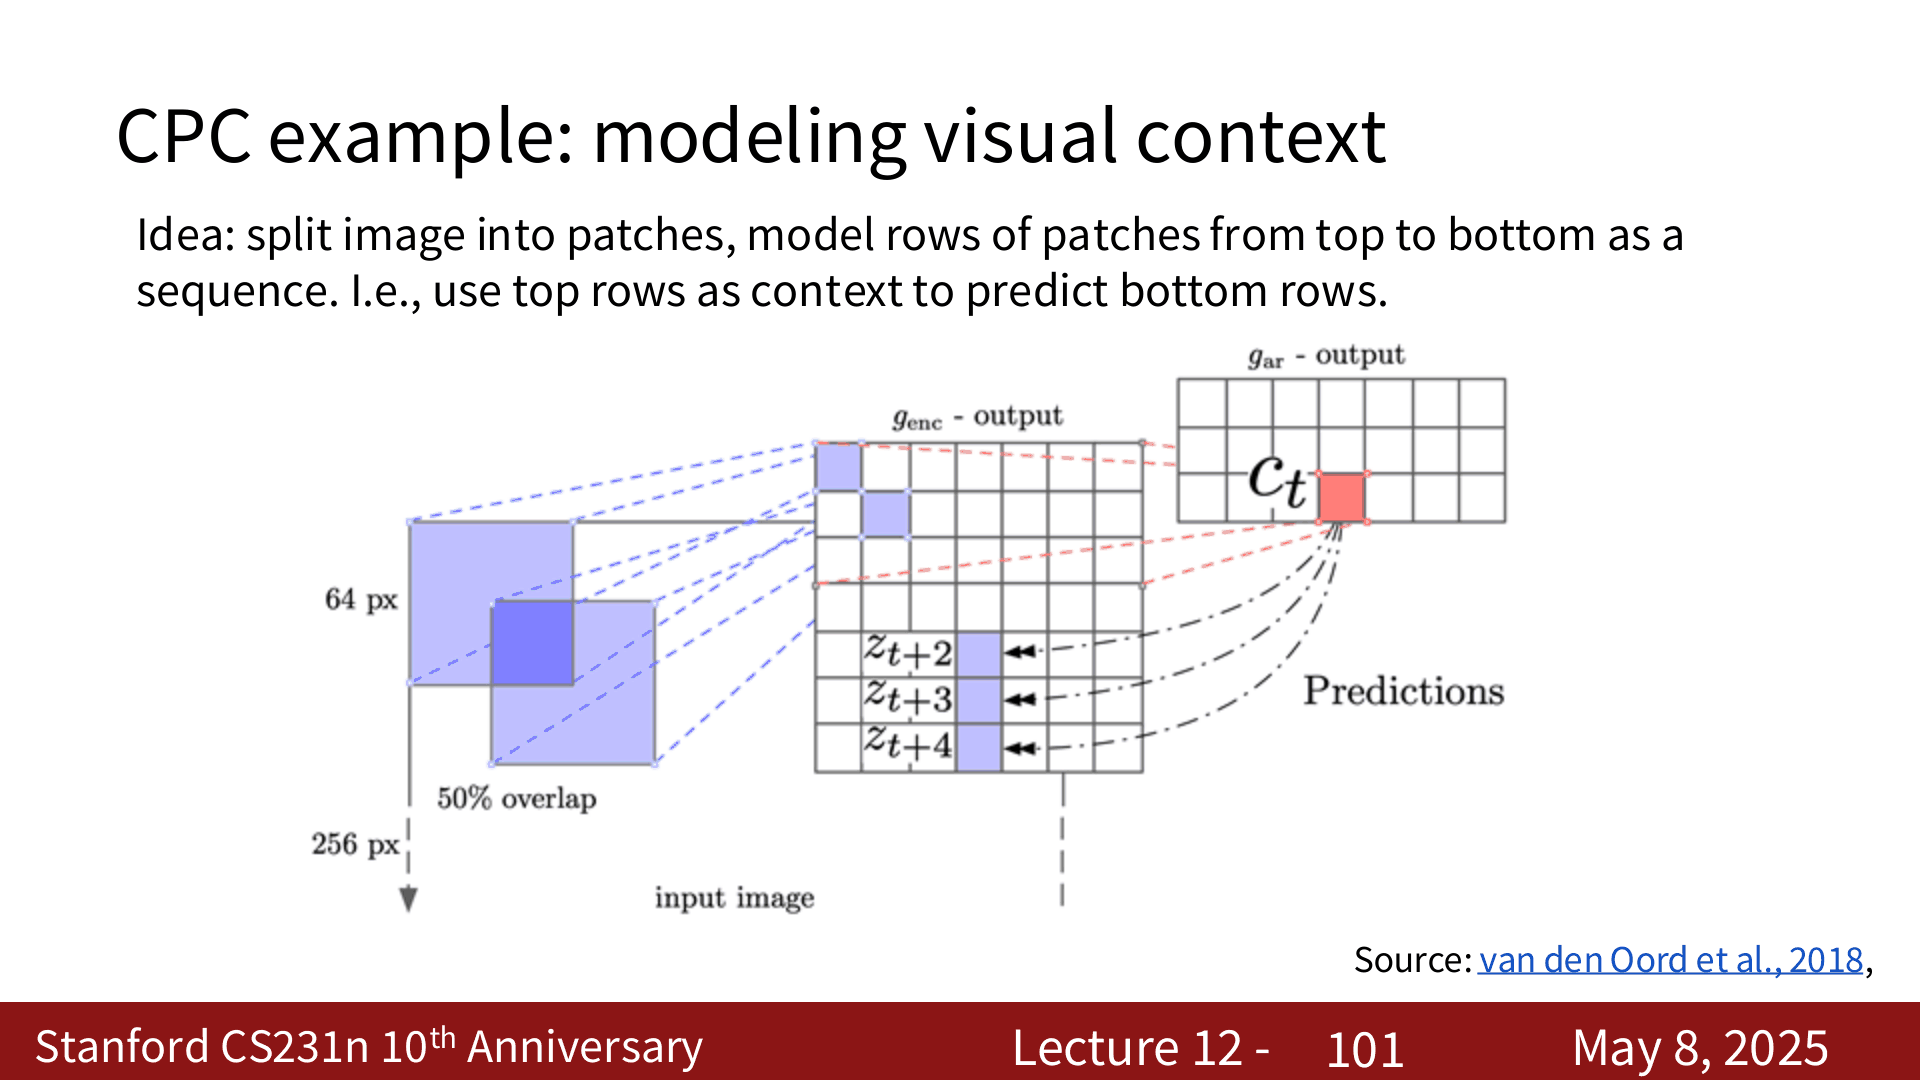 CPC example: modeling visual context
Idea: split image into patches, model rows of patches from top to bottom as a
sequence. I.e., use top rows as context to predict bottom rows.
g_ar - output
g_enc - output
c_t
64 px
z_{t+2}
z_{t+3}
Predictions
z_{t+4}
50% overlap
256 px
input image
Source: van den Oord et al., 2018,
Stanford CS231n 10th Anniversary Lecture 12 - 101 May 8, 2025